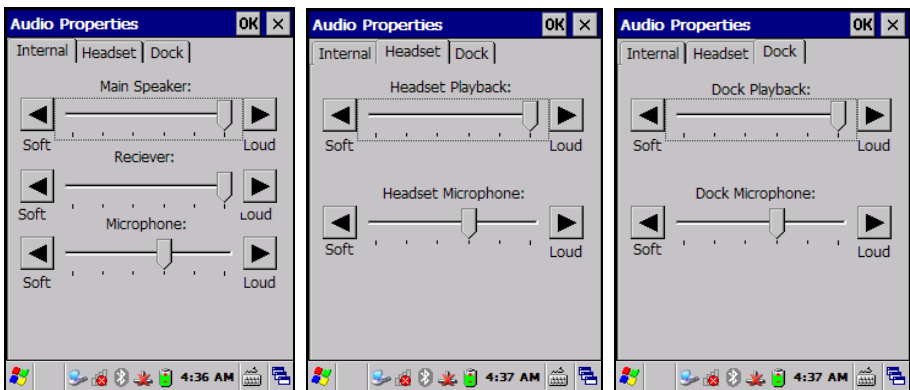 Audio Properties OK ×
Internal Headset Dock
Main Speaker:
Soft Loud
Reciever:
Soft Loud
Microphone:
Soft Loud
4:36 AM
Audio Properties OK ×
Internal Headset Dock
Headset Playback:
Soft Loud
Headset Microphone:
Soft Loud
4:37 AM
Audio Properties OK ×
Internal Headset Dock
Dock Playback:
Soft Loud
Dock Microphone:
Soft Loud
4:37 AM